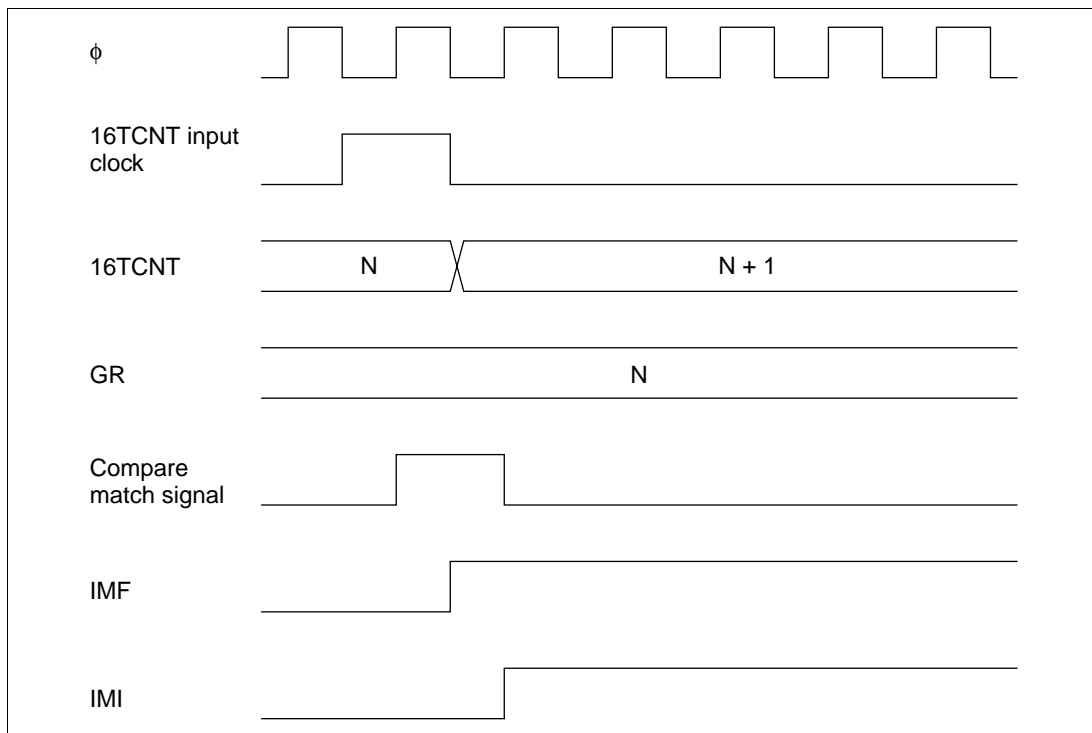 ϕ
16TCNT input
clock
16TCNT
N
N + 1
GR
N
Compare
match signal
IMF
IMI